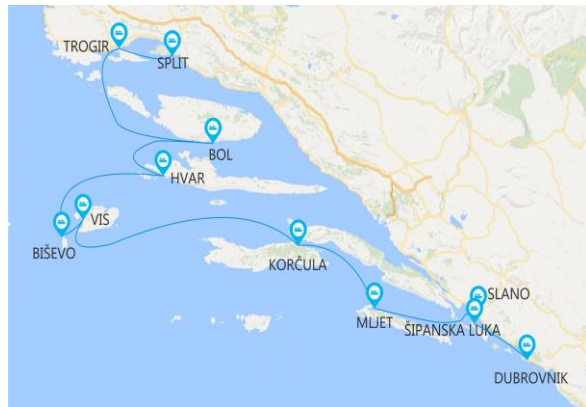 TROGIR
SPLIT
BOL
HVAR
VIS
BIŠEVO
KORČULA
SLANO
MLJET
ŠIPANSKA LUKA
DUBROVNIK